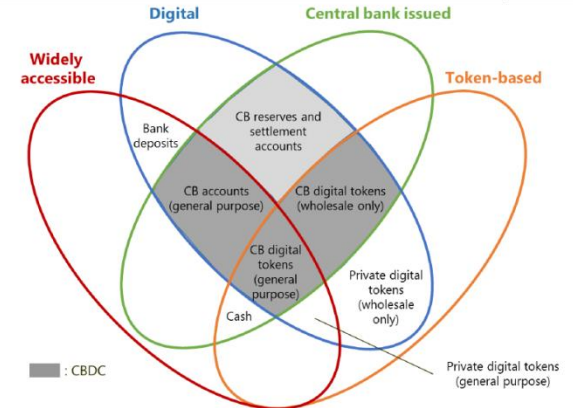 Digital
Central bank issued
Widely
accessible
Token-based
CB reserves and
settlement
accounts
Bank
deposits
CB accounts
(general purpose)
CB digital tokens
(wholesale only)
CB digital
tokens
(general
purpose)
Private digital
tokens
(wholesale
only)
Cash
: CBDC
Private digital tokens
(general purpose)